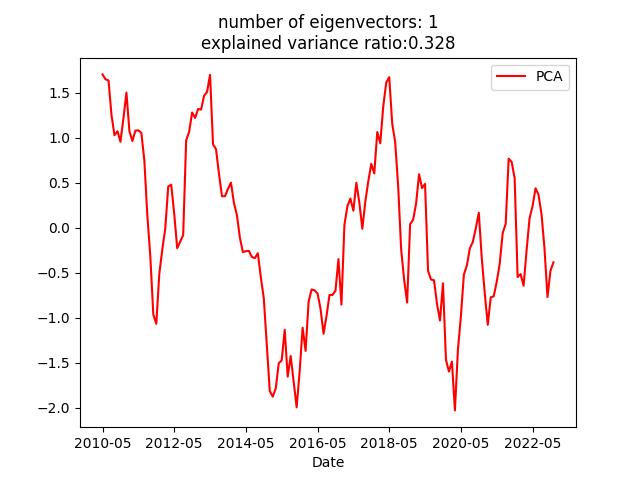 number of eigenvectors: 1
explained variance ratio:0.328
PCA
1.5
1.0
0.5
0.0
−0.5
−1.0
−1.5
−2.0
2010-05 2012-05 2014-05 2016-05 2018-05 2020-05 2022-05
Date